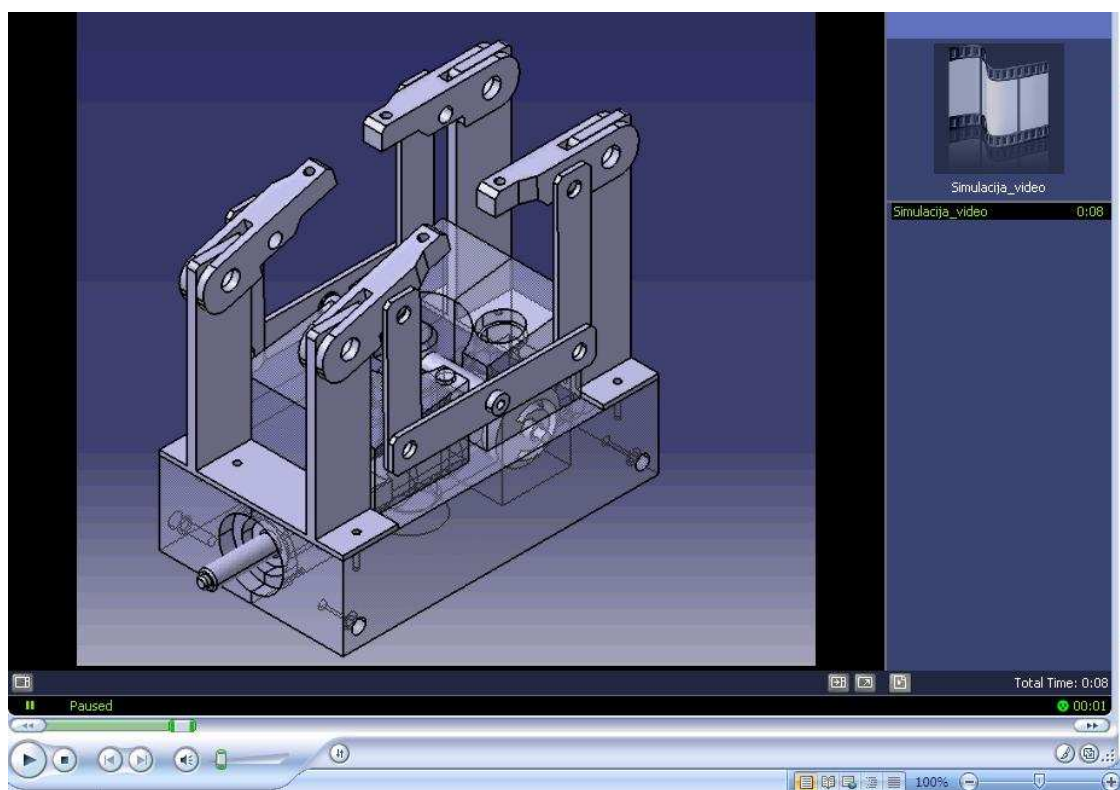 Simulacija_video
Simulacija_video 0:08
Total Time: 0:08
Paused 00:01
100%